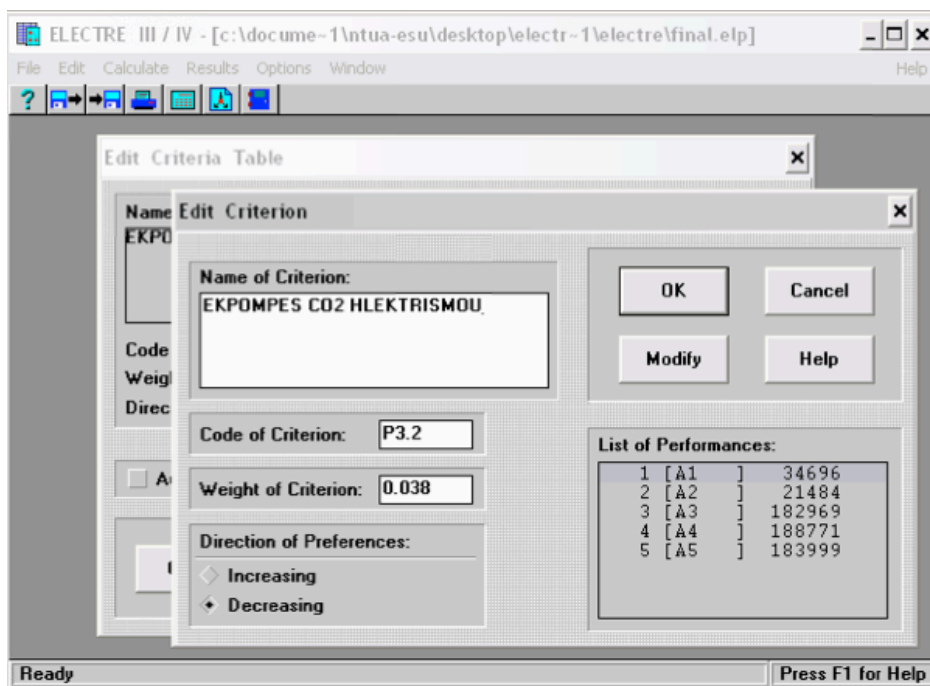 ELECTRE III / IV - [c:\docume~1\ntua-esu\desktop\electr~1\electre\final.elp]
File Edit Calculate Results Options Window Help
?
Edit Criteria Table
Name
EKPO
Code
Weig
Direc
Edit Criterion
Name of Criterion:
EKPOMPES CO2 HLEKTRISMOU
OK Cancel
Modify Help
Code of Criterion: P3.2
Weight of Criterion: 0.038
Direction of Preferences:
Increasing
Decreasing
List of Performances:
1 [A1 ] 34696
2 [A2 ] 21484
3 [A3 ] 182969
4 [A4 ] 188771
5 [A5 ] 183999
Ready Press F1 for Help